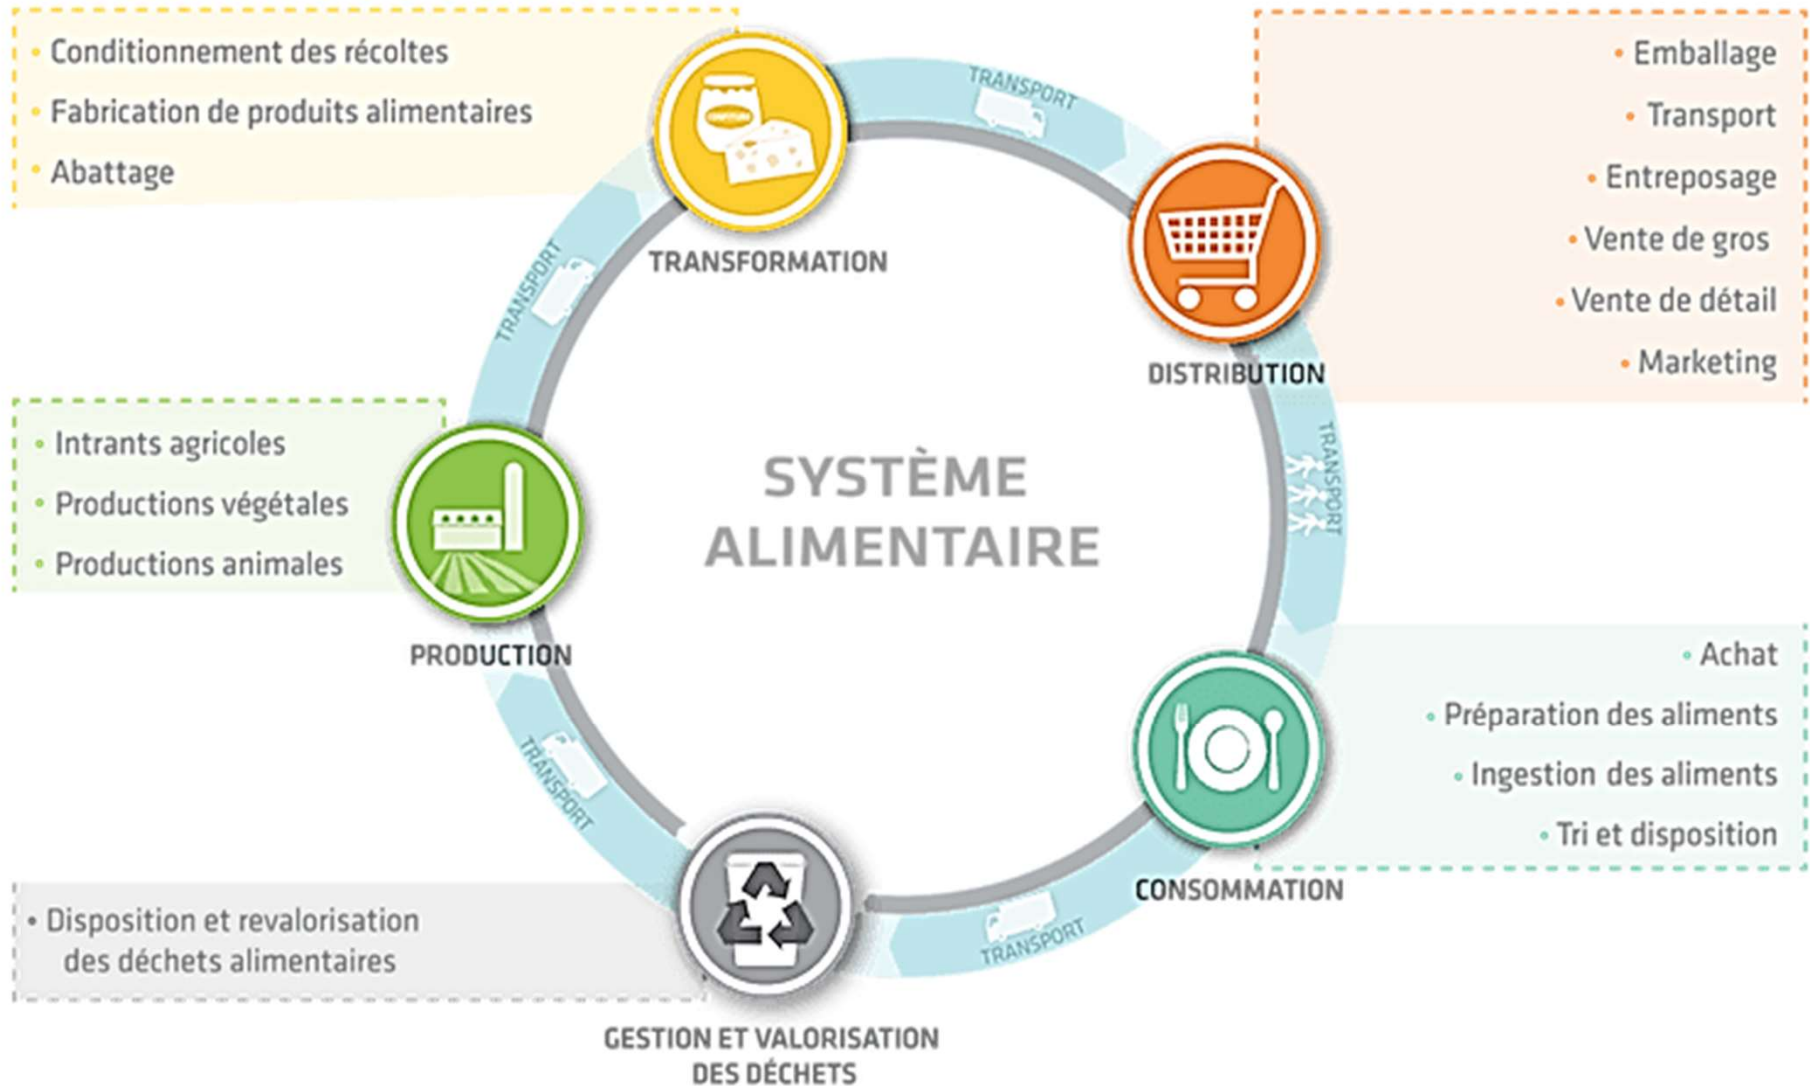 • Conditionnement des récoltes
• Fabrication de produits alimentaires
• Abattage
TRANSFORMATION
TRANSPORT
• Emballage
• Transport
• Entreposage
• Vente de gros
• Vente de détail
• Marketing
DISTRIBUTION
TRANSPORT
TRANSPORT
• Intrants agricoles
• Productions végétales
• Productions animales
PRODUCTION
SYSTÈME
ALIMENTAIRE
• Achat
• Préparation des aliments
• Ingestion des aliments
• Tri et disposition
CONSOMMATION
TRANSPORT
TRANSPORT
• Disposition et revalorisation
des déchets alimentaires
GESTION ET VALORISATION
DES DÉCHETS